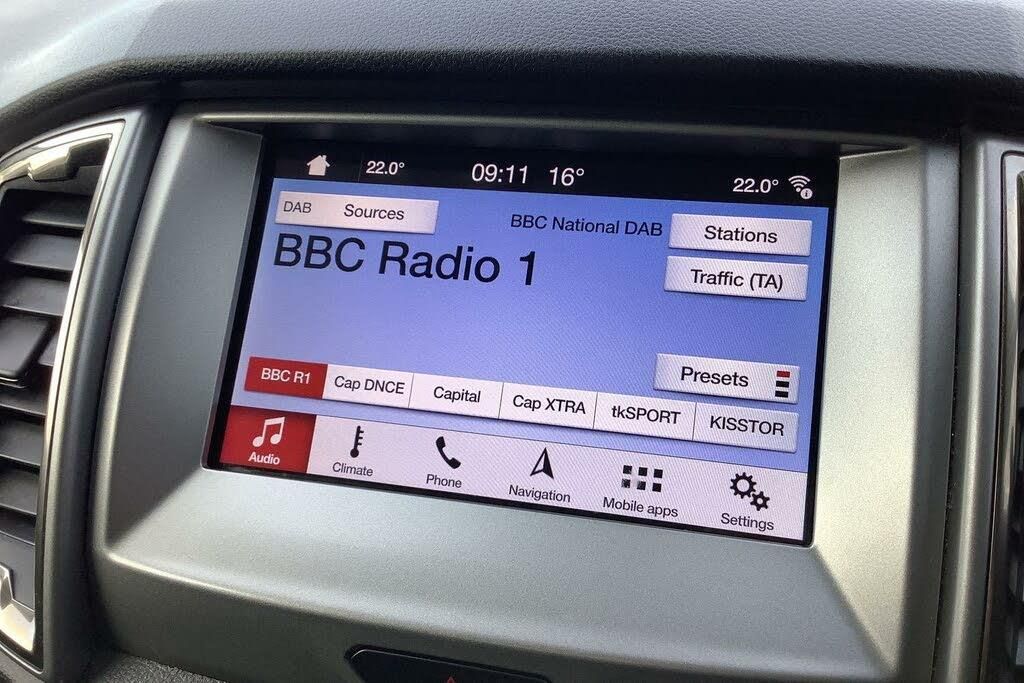 22.0° 09:11 16° 22.0°
DAB Sources
BBC National DAB
Stations
BBC Radio 1
Traffic (TA)
Presets
BBC R1 Cap DNCE Capital Cap XTRA tkSPORT KISSTOR
Audio Climate Phone Navigation Mobile apps Settings